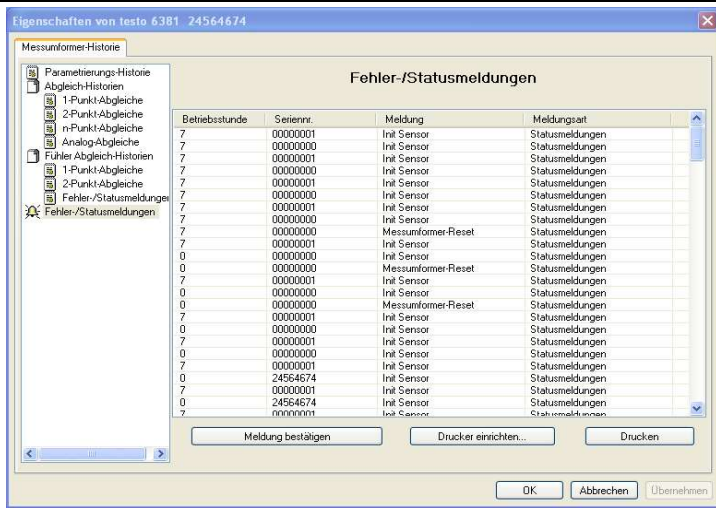 Eigenschaften von testo 6381 24564674
Messumformer-Historie
Parametrierungs-Historie
Abgleich-Historien
1-Punkt-Abgleiche
2-Punkt-Abgleiche
n-Punkt-Abgleiche
Analog-Abgleiche
Fühler Abgleich-Historien
1-Punkt-Abgleiche
2-Punkt-Abgleiche
Fehler-/Statusmeldungen
Fehler-/Statusmeldungen
Fehler-/Statusmeldungen
Betriebsstunde Seriennr. Meldung Meldungsart
7 00000001 Init Sensor Statusmeldungen
7 00000000 Init Sensor Statusmeldungen
7 00000001 Init Sensor Statusmeldungen
7 00000000 Init Sensor Statusmeldungen
7 00000001 Init Sensor Statusmeldungen
7 00000000 Init Sensor Statusmeldungen
7 00000001 Init Sensor Statusmeldungen
7 00000000 Init Sensor Statusmeldungen
7 00000000 Messumformer-Reset Statusmeldungen
7 00000001 Init Sensor Statusmeldungen
0 00000000 Init Sensor Statusmeldungen
0 00000000 Messumformer-Reset Statusmeldungen
7 00000001 Init Sensor Statusmeldungen
0 00000000 Init Sensor Statusmeldungen
0 00000000 Messumformer-Reset Statusmeldungen
7 00000001 Init Sensor Statusmeldungen
0 00000000 Init Sensor Statusmeldungen
7 00000001 Init Sensor Statusmeldungen
0 00000000 Init Sensor Statusmeldungen
7 00000001 Init Sensor Statusmeldungen
0 24564674 Init Sensor Statusmeldungen
7 00000001 Init Sensor Statusmeldungen
0 24564674 Init Sensor Statusmeldungen
7 00000001 Init Sensor Statusmeldungen
Meldung bestätigen Drucker einrichten... Drucken
OK Abbrechen Übernehmen